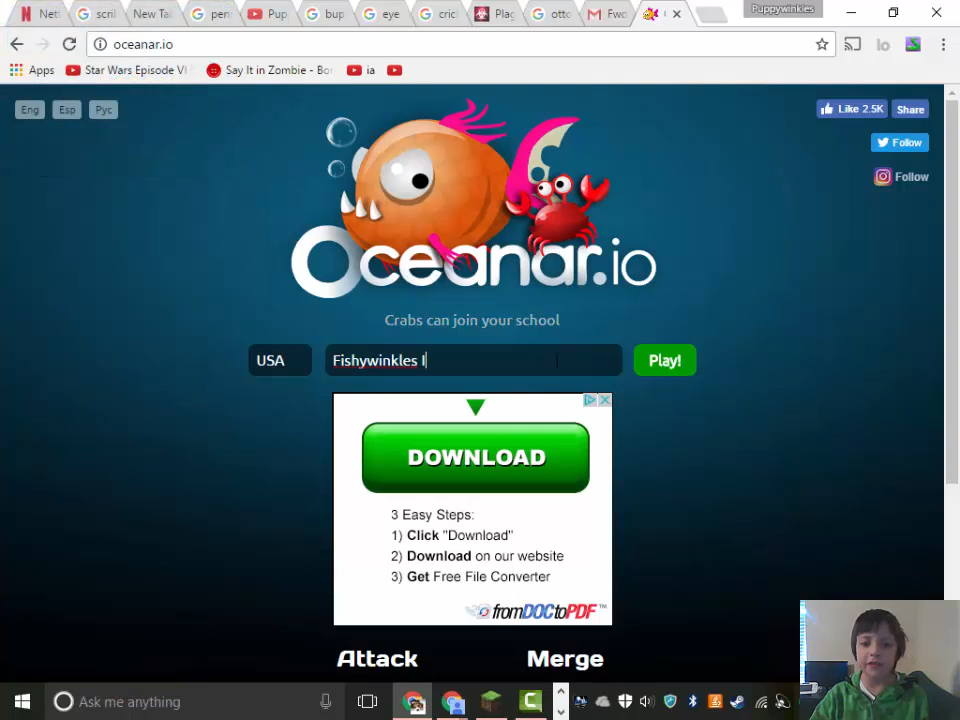 Net
scril
New Tal
pen
Pup
bup
eye
cric
Plag
otto
Fwd
Puppywinkles
oceanar.io
Apps
Star Wars Episode VI
Say It in Zombie - Bor
ia
Eng
Esp
Рус
Like 2.5K
Share
Follow
Follow
Oceanar.io
Crabs can join your school
USA
Fishywinkles I
Play!
DOWNLOAD
3 Easy Steps:
1) Click "Download"
2) Download on our website
3) Get Free File Converter
fromDOCtoPDF™
Attack
Merge
Ask me anything